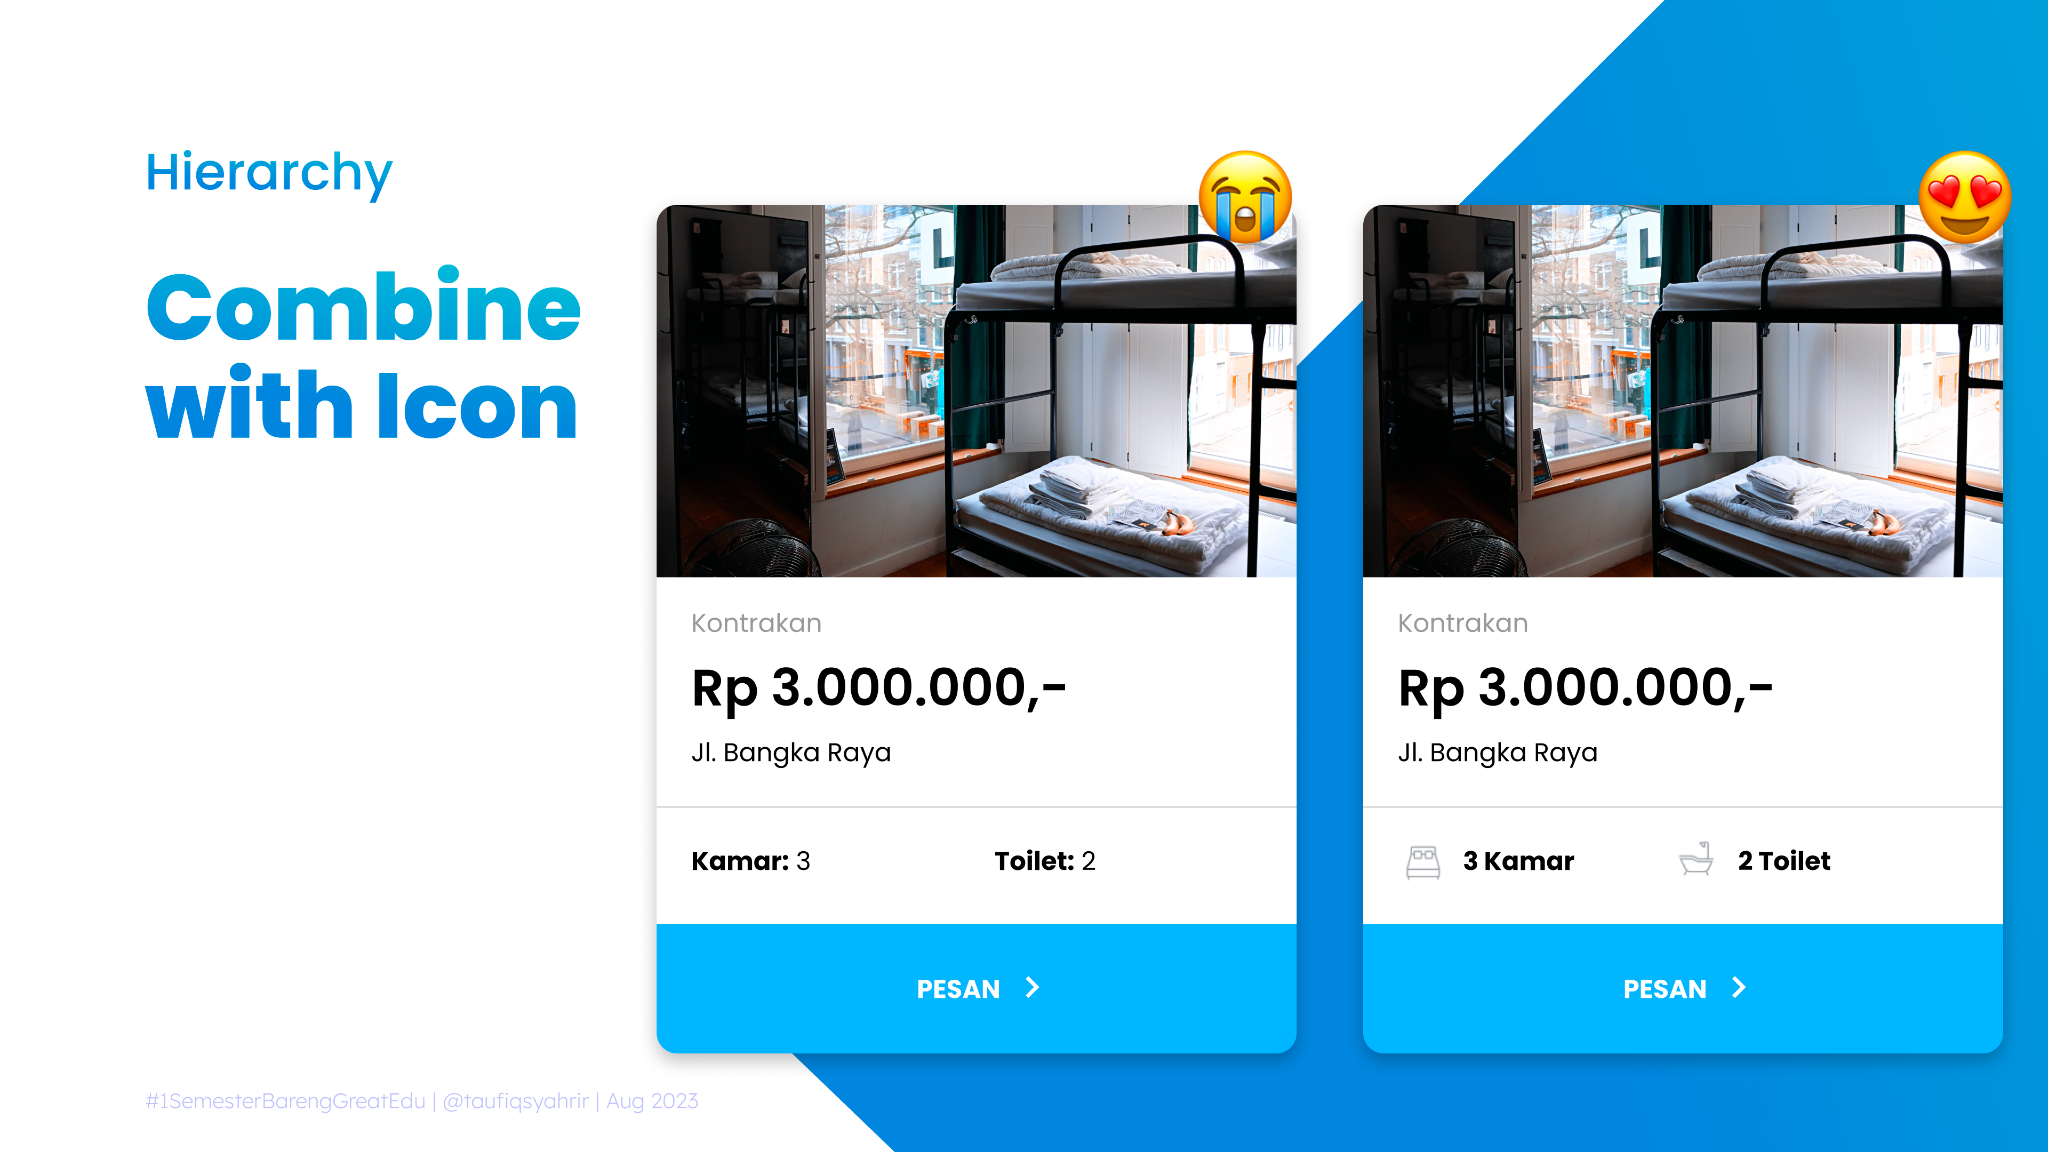 Hierarchy
Combine
with Icon
Kontrakan
Rp 3.000.000,-
Jl. Bangka Raya
Kamar: 3
Toilet: 2
PESAN
Kontrakan
Rp 3.000.000,-
Jl. Bangka Raya
3 Kamar
2 Toilet
PESAN
#1SemesterBarengGreatEdu | @taufiqsyahrir | Aug 2023